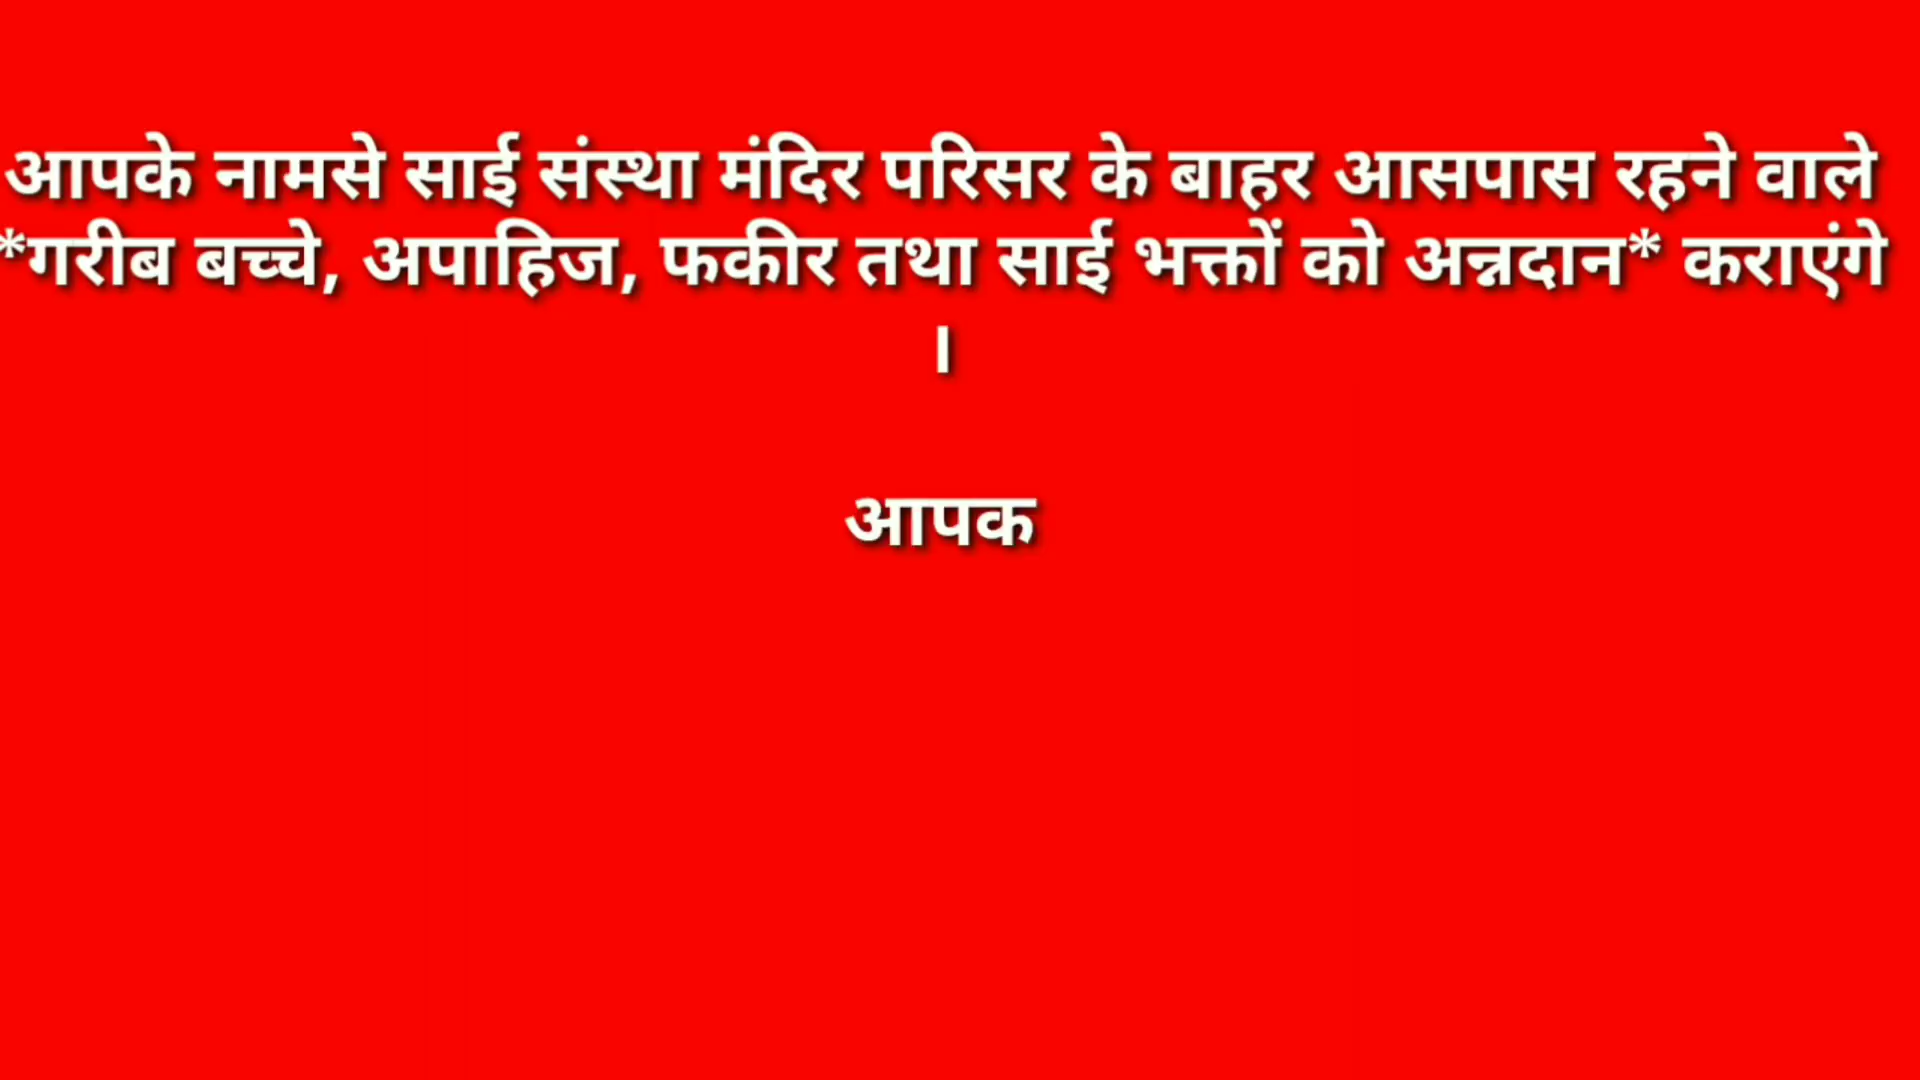 आपके नामसे साई संस्था मंदिर परिसर के बाहर आसपास रहने वाले
*गरीब बच्चे, अपाहिज, फकीर तथा साई भक्तों को अन्नदान* कराएंगे
।
आपक